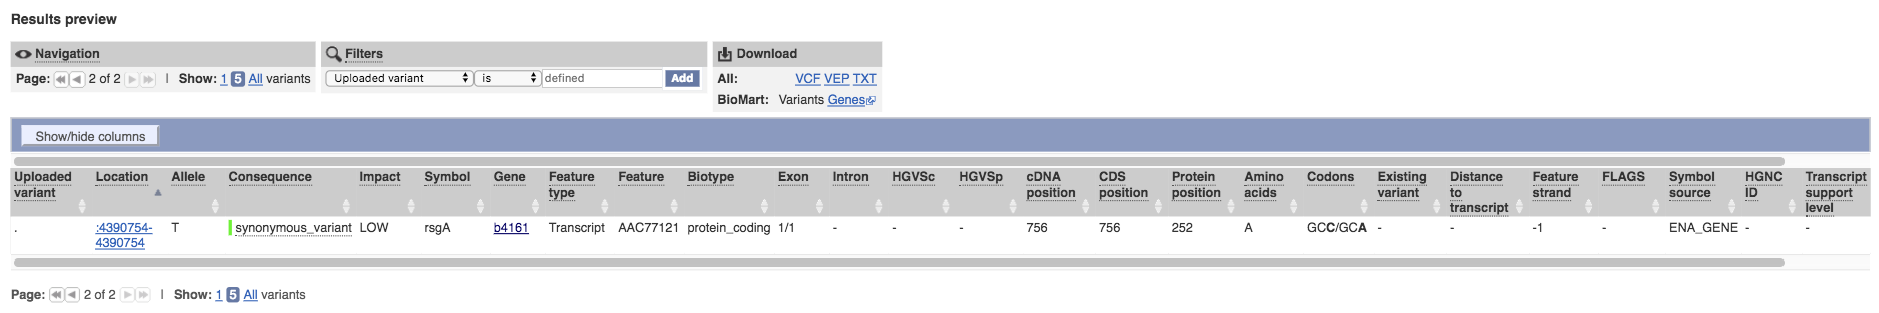 Results preview
Navigation
Page: 2 of 2 | Show: 1 5 All variants
Filters
Uploaded variant is defined Add
Download
All: VCF VEP TXT
BioMart: Variants Genes
Show/hide columns
Uploaded variant Location Allele Consequence Impact Symbol Gene Feature type Feature Biotype Exon Intron HGVSc HGVSp cDNA position CDS position Protein position Amino acids Codons Existing variant Distance to transcript Feature strand FLAGS Symbol source HGNC ID Transcript support level
. :4390754-4390754 T synonymous_variant LOW rsgA b4161 Transcript AAC77121 protein_coding 1/1 - - - 756 756 252 A GCC/GCA - - -1 - ENA_GENE - -
Page: 2 of 2 | Show: 1 5 All variants